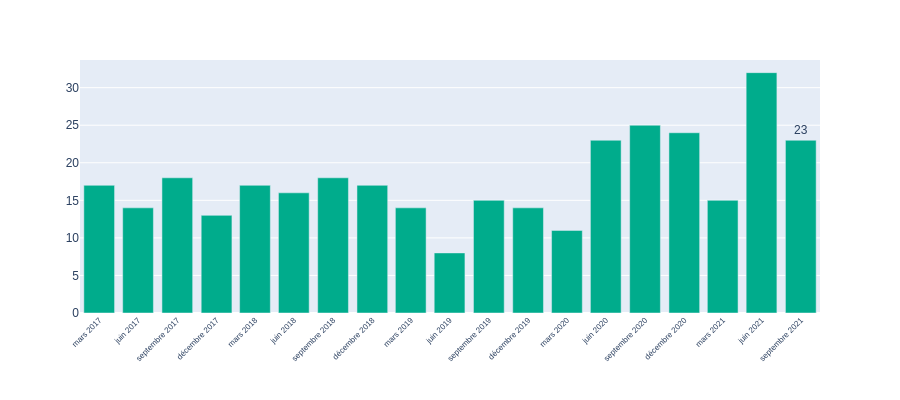 30
25
20
15
10
5
0
23
mars 2017
juin 2017
septembre 2017
décembre 2017
mars 2018
juin 2018
septembre 2018
décembre 2018
mars 2019
juin 2019
septembre 2019
décembre 2019
mars 2020
juin 2020
septembre 2020
décembre 2020
mars 2021
juin 2021
septembre 2021